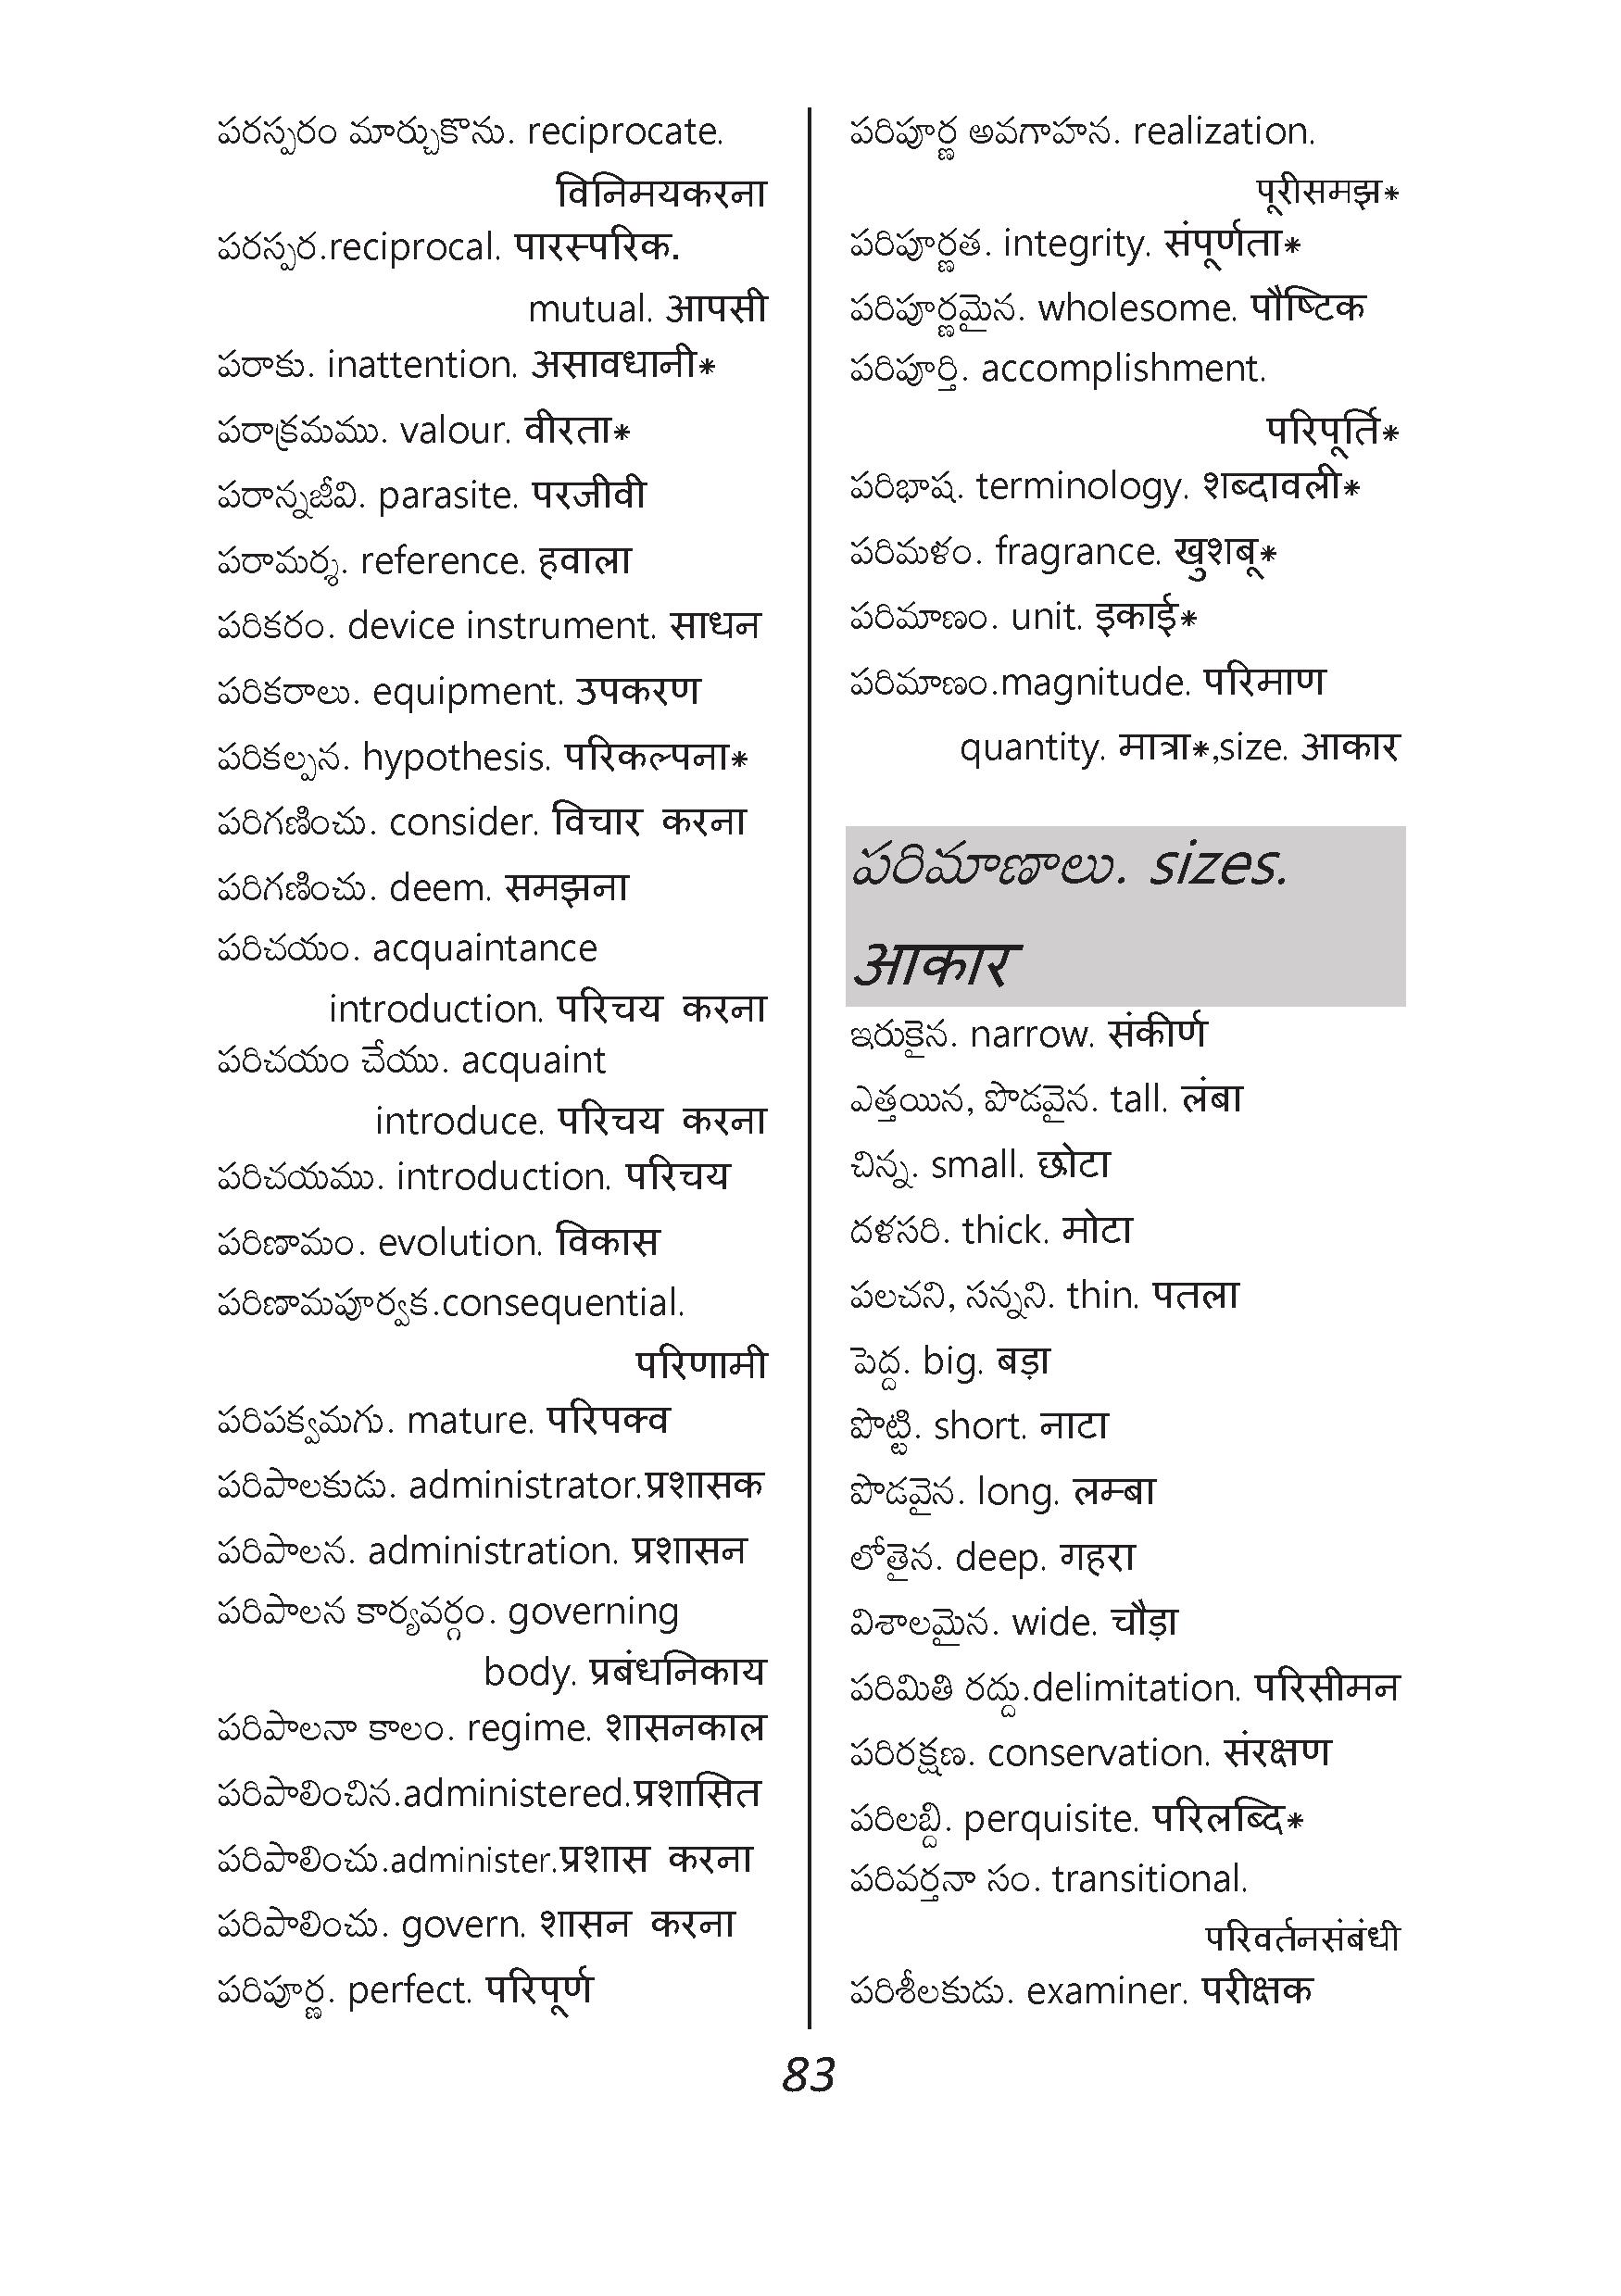 పరస్పరం మార్చుకొను. reciprocate.
विनिमयकरना
పరస్పర.reciprocal. पारस्परिक.
mutual. आपसी
పరాకు. inattention. असावधानी*
పరాక్రమము. valour. वीरता*
పరాన్నజీవి. parasite. परजीवी
పరామర్శ. reference. हवाला
పరికరం. device instrument. साधन
పరికరాలు. equipment. उपकरण
పరికల్పన. hypothesis. परिकल्पना*
పరిగణించు. consider. विचार करना
పరిగణించు. deem. समझना
పరిచయం. acquaintance
introduction. परिचय करना
పరిచయం చేయు. acquaint
introduce. परिचय करना
పరిచయము. introduction. परिचय
పరిణామం. evolution. विकास
పరిణామపూర్వక.consequential.
परिणामी
పరిపక్వమగు. mature. परिपक्व
పరిపాలకుడు. administrator.प्रशासक
పరిపాలన. administration. प्रशासन
పరిపాలన కార్యవర్గం. governing
body. प्रबंधनिकाय
పరిపాలనా కాలం. regime. शासनकाल
పరిపాలించిన.administered.प्रशासित
పరిపాలించు.administer.प्रशास करना
పరిపాలించు. govern. शासन करना
పరిపూర్ణ. perfect. परिपूर्ण
పరిపూర్ణ అవగాహన. realization.
पूरीसमझ*
పరిపూర్ణత. integrity. संपूर्णता*
పరిపూర్ణమైన. wholesome. पौष्टिक
పరిపూర్తి. accomplishment.
परिपूर्ति*
పరిభాష. terminology. शब्दावली*
పరిమళం. fragrance. खुशबू*
పరిమాణం. unit. इकाई*
పరిమాణం.magnitude. परिमाण
quantity. मात्रा*,size. आकार
పరిమాణాలు. sizes.
आकार
ఇరుకైన. narrow. संकीर्ण
ఎత్తయిన, పొడవైన. tall. लंबा
చిన్న. small. छोटा
దళసరి. thick. मोटा
పలచని, సన్నని. thin. पतला
పెద్ద. big. बड़ा
పొట్టి. short. नाटा
పొడవైన. long. लम्बा
లోతైన. deep. गहरा
విశాలమైన. wide. चौड़ा
పరిమితి రద్దు.delimitation. परिसीमन
పరిరక్షణ. conservation. संरक्षण
పరిలబ్ది. perquisite. परिलब्दि*
పరివర్తనా సం. transitional.
परिवर्तनसंबंधी
పరిశీలకుడు. examiner. परीक्षक
83